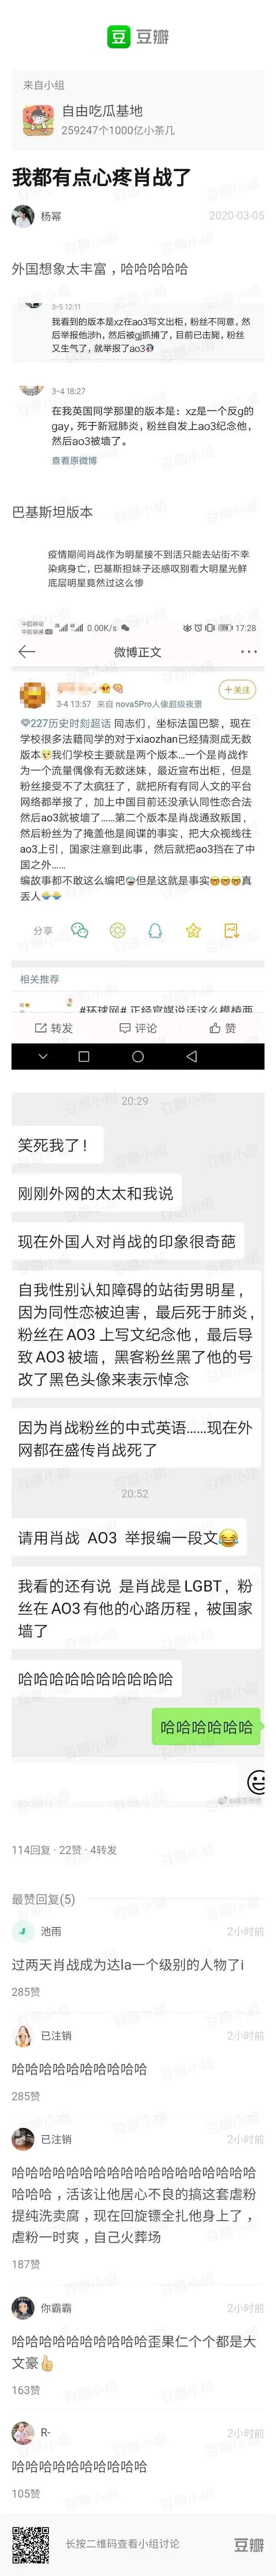 豆瓣
来自小组
自由吃瓜基地
259247个1000亿小茶几
我都有点心疼肖战了
杨幂
2020-03-05
外国想象太丰富，哈哈哈哈哈
3-5 12:11
我看到的版本是xz在ao3写文出柜，粉丝不同意，然
后举报他涉h，然后被gj抓捕了，目前已击毙，粉丝
又生气了，就举报了ao3
3-4 18:27
在我英国同学那里的版本是：xz是一个反g的
gay，死于新冠肺炎，粉丝自发上ao3纪念他，
然后ao3被墙了。
查看原微博
巴基斯坦版本
疫情期间肖战作为明星接不到活只能去站街不幸
染病身亡，巴基斯坦妹子还感叹别看大明星光鲜
底层明星竟然过这么惨
中国移动
中国联通
0.00K/s
17:28
微博正文
+关注
3-4 13:57 来自 nova5Pro人像超级夜景
227历史时刻超话 同志们，坐标法国巴黎，现在
学校很多法籍同学的对于xiaozhan已经猜测成无数
版本😏我们学校主要就是两个版本...一个是肖战作
为一个流量偶像有无数迷妹，最近宣布出柜，但是
粉丝接受不了太疯狂了，就把所有有同人文的平台
网络都举报了，加上中国目前还没承认同性恋合法
然后ao3就被墙了......第二个版本是肖战通敌叛国，
然后粉丝为了掩盖他是间谍的事实，把大众视线往
ao3上引，国家注意到此事，然后就把ao3挡在了中
国之外......
编故事都不敢这么编吧😨但是这就是事实😎😎😎真
丢人
分享
相关推荐
#环球网# 正经官媒说话这么模棱两
转发
评论
赞
20:29
笑死我了！
刚刚外网的太太和我说
现在外国人对肖战的印象很奇葩
自我性别认知障碍的站街男明星，
因为同性恋被迫害，最后死于肺炎，
粉丝在 AO3 上写文纪念他，最后导
致 AO3 被墙，黑客粉丝黑了他的号
改了黑色头像来表示悼念
因为肖战粉丝的中式英语......现在外
网都在盛传肖战死了
20:52
请用肖战 AO3 举报编一段文😂
我看的还有说 是肖战是 LGBT，粉
丝在 AO3 有他的心路历程，被国家
墙了
哈哈哈哈哈哈哈哈哈哈
哈哈哈哈哈哈
114回复 · 22赞 · 4转发
最赞回复(5)
池雨
2小时前
过两天肖战成为达la一个级别的人物了i
285赞
已注销
2小时前
哈哈哈哈哈哈哈哈哈哈
285赞
已注销
2小时前
哈哈哈哈哈哈哈哈哈哈哈哈哈哈哈哈哈哈
哈哈哈，活该让他居心不良的搞这套虐粉
提纯洗卖腐，现在回旋镖全扎他身上了，
虐粉一时爽，自己火葬场
187赞
你霸霸
2小时前
哈哈哈哈哈哈哈哈哈哈歪果仁个个都是大
文豪👍
163赞
R-
2小时前
哈哈哈哈哈哈哈哈哈哈
105赞
长按二维码查看小组讨论
豆瓣